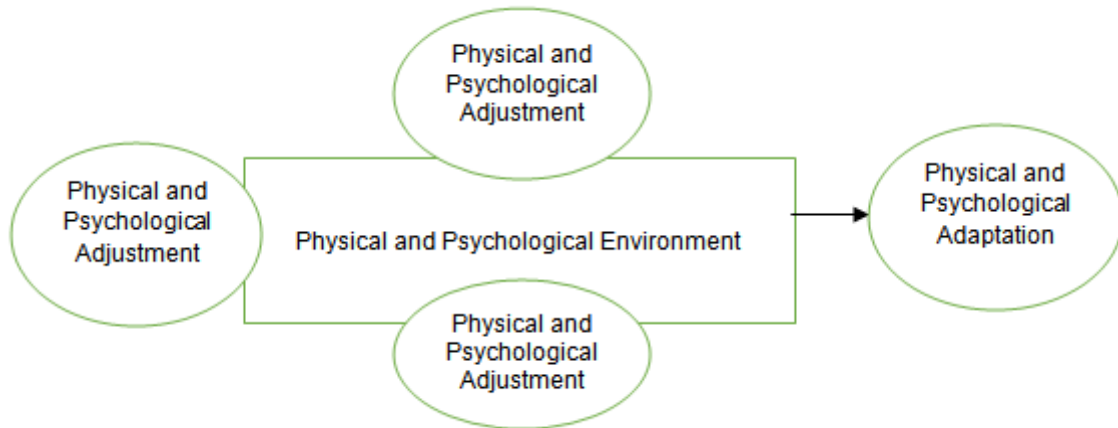 Physical and
Psychological
Adjustment
Physical and
Psychological
Adjustment
Physical and Psychological Environment
Physical and
Psychological
Adaptation
Physical and
Psychological
Adjustment